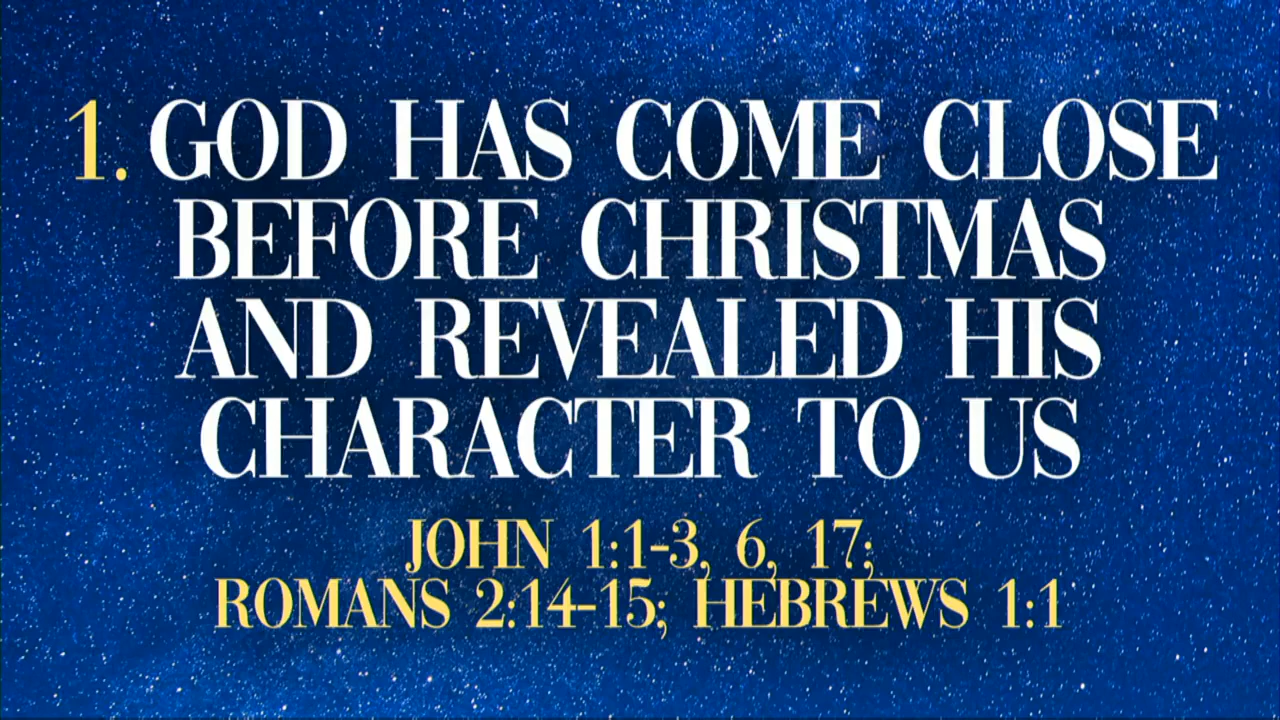 1. GOD HAS COME CLOSE
BEFORE CHRISTMAS
AND REVEALED HIS
CHARACTER TO US
JOHN 1:1-3, 6, 17;
ROMANS 2:14-15; HEBREWS 1:1